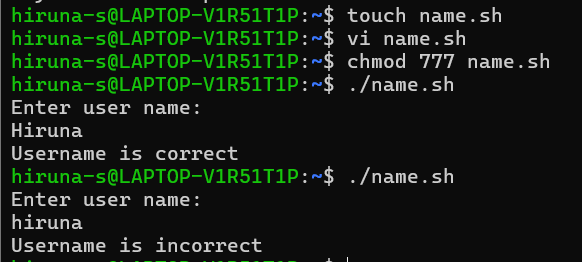 hiruna-s@LAPTOP-V1R51T1P:~$ touch name.sh
hiruna-s@LAPTOP-V1R51T1P:~$ vi name.sh
hiruna-s@LAPTOP-V1R51T1P:~$ chmod 777 name.sh
hiruna-s@LAPTOP-V1R51T1P:~$ ./name.sh
Enter user name:
Hiruna
Username is correct
hiruna-s@LAPTOP-V1R51T1P:~$ ./name.sh
Enter user name:
hiruna
Username is incorrect